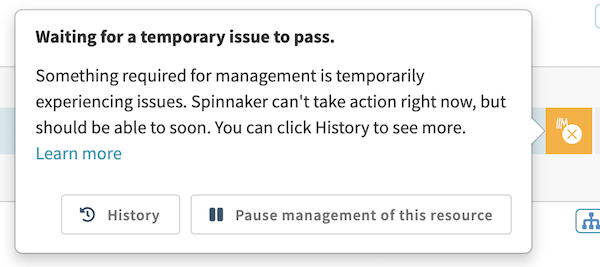 Waiting for a temporary issue to pass.
Something required for management is temporarily
experiencing issues. Spinnaker can't take action right now, but
should be able to soon. You can click History to see more.
Learn more
History
Pause management of this resource